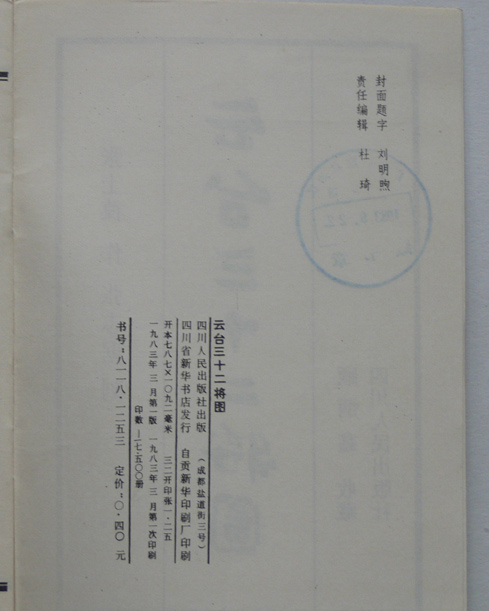 封面题字　刘明煦
责任编辑　杜琦
云台三十二将图
四川人民出版社出版　（成都盐道街三号）
四川省新华书店发行　自贡新华印刷厂印刷
开本七八七×一〇九二毫米　三二开印张一·二五
一九八三年三月第一版　一九八三年三月第一次印刷
印数—一七·五〇〇册
书号：八一一八·一二五三　定价：〇·四〇元